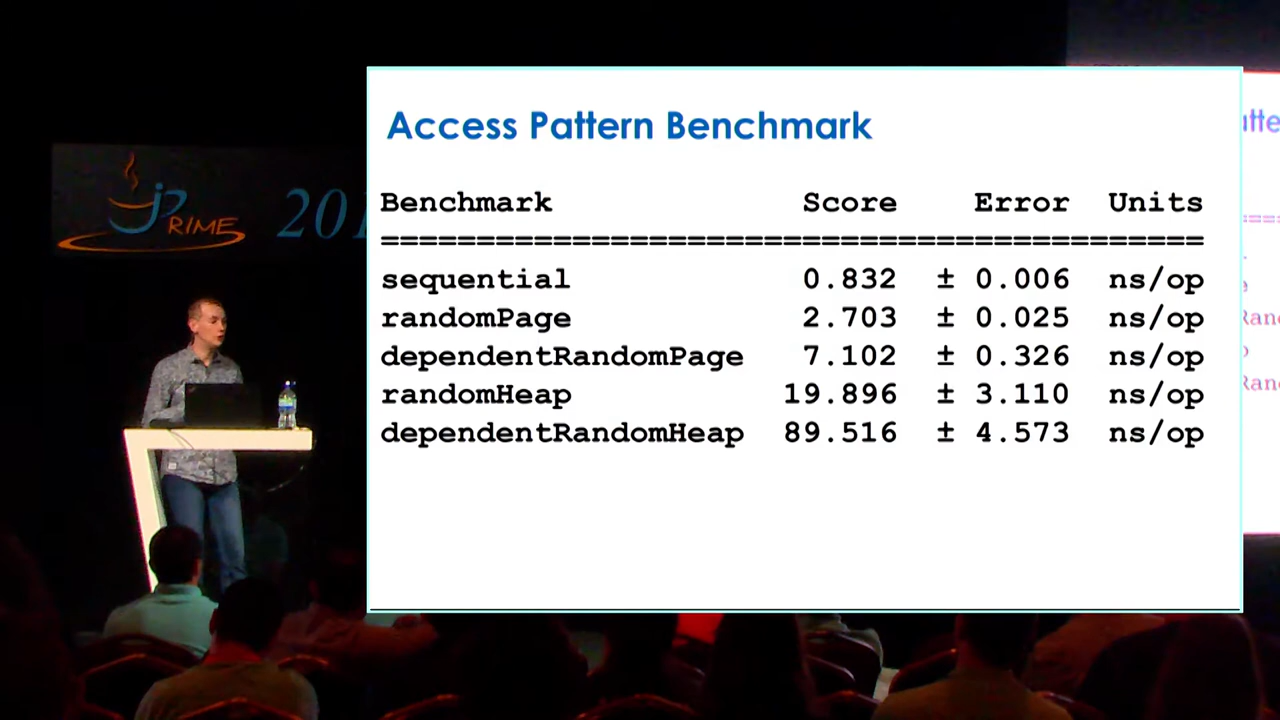 Access Pattern Benchmark
Benchmark Score Error Units
===========================================
sequential 0.832 ± 0.006 ns/op
randomPage 2.703 ± 0.025 ns/op
dependentRandomPage 7.102 ± 0.326 ns/op
randomHeap 19.896 ± 3.110 ns/op
dependentRandomHeap 89.516 ± 4.573 ns/op
jPRIME 201